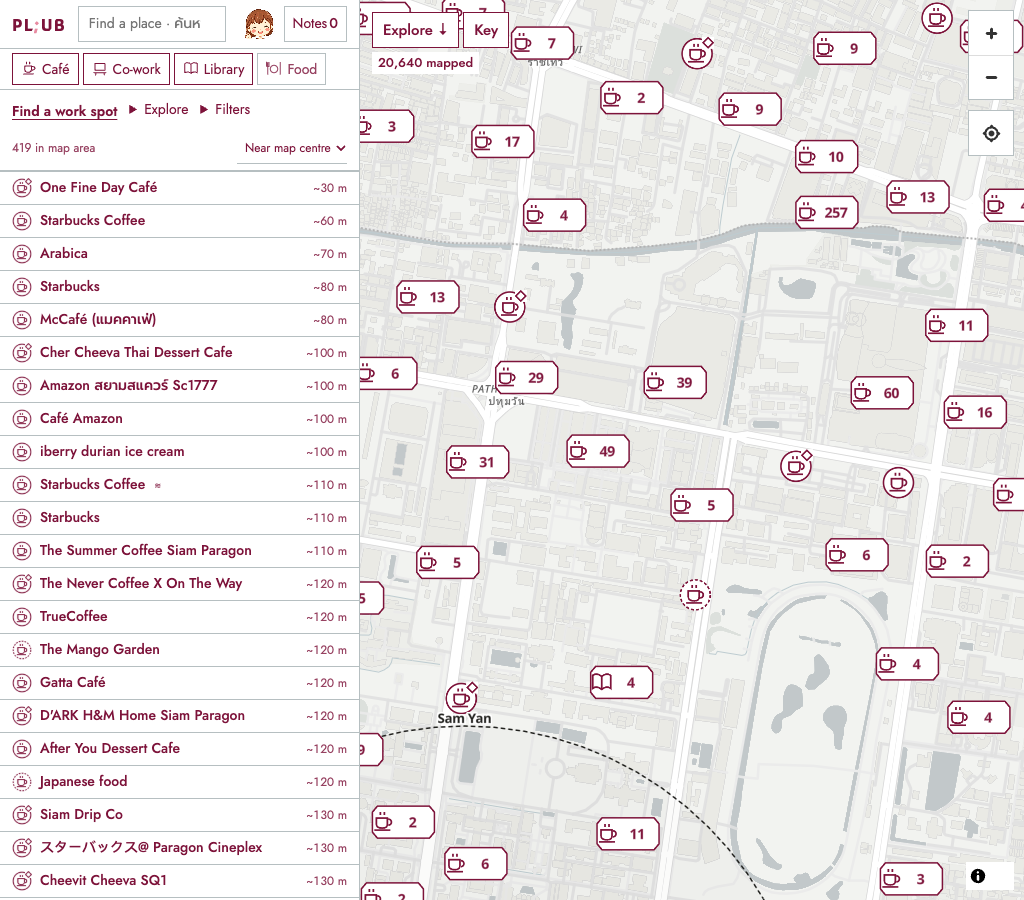 PL;UB
Find a place · ค้นหา
Notes 0
Café
Co-work
Library
Food
Find a work spot
Explore
Filters
419 in map area
Near map centre
One Fine Day Café ~30 m
Starbucks Coffee ~60 m
Arabica ~70 m
Starbucks ~80 m
McCafé (แมคคาเฟ่) ~80 m
Cher Cheeva Thai Dessert Cafe ~100 m
Amazon สยามสแควร์ Sc1777 ~100 m
Café Amazon ~100 m
iberry durian ice cream ~100 m
Starbucks Coffee ≈ ~110 m
Starbucks ~110 m
The Summer Coffee Siam Paragon ~110 m
The Never Coffee X On The Way ~120 m
TrueCoffee ~120 m
The Mango Garden ~120 m
Gatta Café ~120 m
D'ARK H&M Home Siam Paragon ~120 m
After You Dessert Cafe ~120 m
Japanese food ~120 m
Siam Drip Co ~130 m
スターバックス@ Paragon Cineplex ~130 m
Cheevit Cheeva SQ1 ~130 m
Explore ↓
Key
20,640 mapped
7
ราชเทวี
9
2
9
3
17
10
13
4
257
13
11
6
29
39
60
16
PATH
ปทุมวัน
31
49
5
5
6
2
4
4
Sam Yan
4
9
2
11
6
3
2
+
−